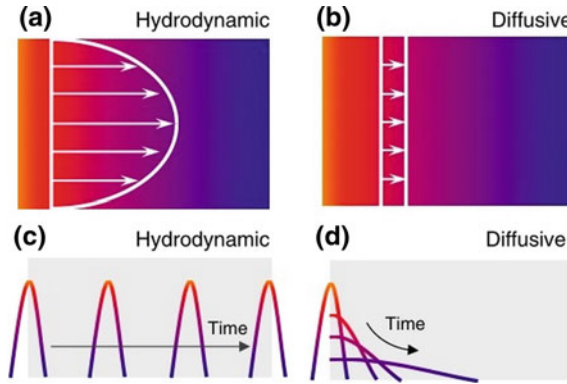 (a) Hydrodynamic
(b) Diffusive
(c) Hydrodynamic
Time
(d) Diffusive
Time